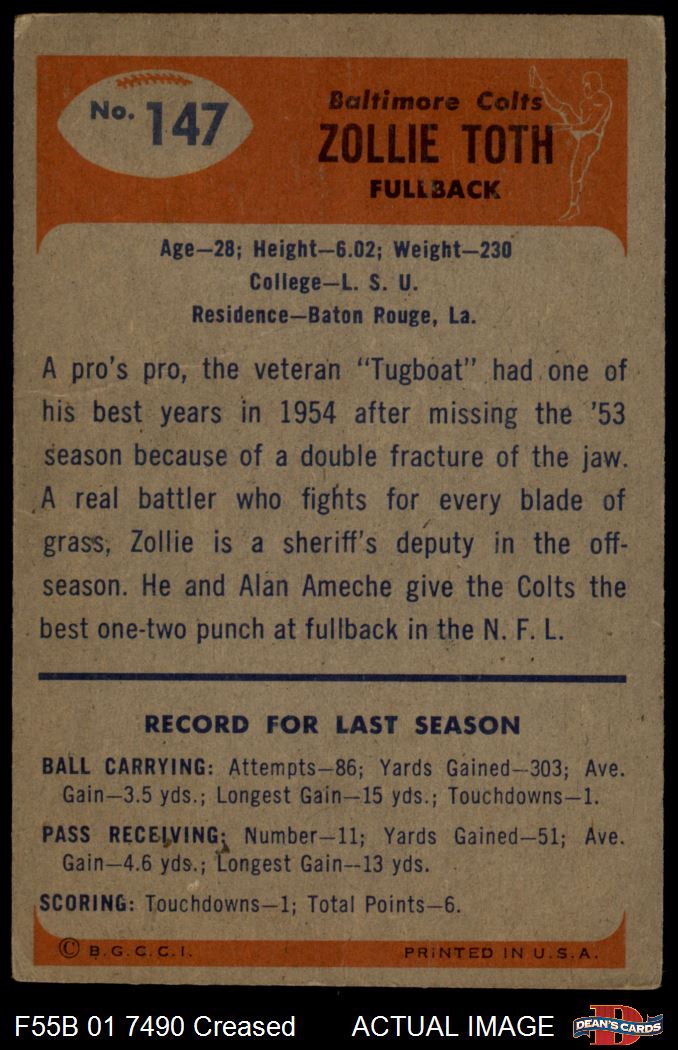 No. 147
Baltimore Colts
ZOLLIE TOTH
FULLBACK
Age—28; Height—6.02; Weight—230
College—L. S. U.
Residence—Baton Rouge, La.
A pro's pro, the veteran "Tugboat" had one of
his best years in 1954 after missing the '53
season because of a double fracture of the jaw.
A real battler who fights for every blade of
grass, Zollie is a sheriff's deputy in the off-
season. He and Alan Ameche give the Colts the
best one-two punch at fullback in the N. F. L.
RECORD FOR LAST SEASON
BALL CARRYING: Attempts—86; Yards Gained—303; Ave.
Gain—3.5 yds.; Longest Gain—15 yds.; Touchdowns—1.
PASS RECEIVING: Number—11; Yards Gained—51; Ave.
Gain—4.6 yds.; Longest Gain—13 yds.
SCORING: Touchdowns—1; Total Points—6.
© B. G. C. C. I. PRINTED IN U. S. A.
F55B 01 7490 Creased ACTUAL IMAGE
D
DEAN'S CARDS